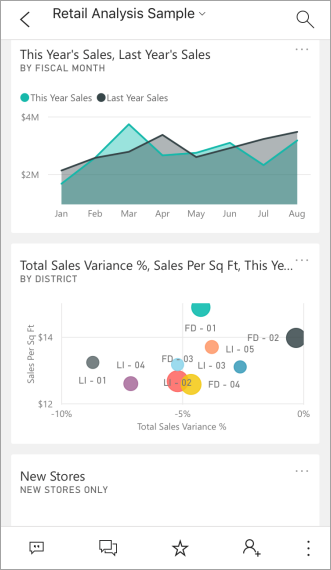 Retail Analysis Sample
This Year's Sales, Last Year's Sales
BY FISCAL MONTH
This Year Sales Last Year Sales
$4M
$2M
Jan Feb Mar Apr May Jun Jul Aug
Total Sales Variance %, Sales Per Sq Ft, This Ye...
BY DISTRICT
Sales Per Sq Ft
$14
$12
FD - 01
FD - 02
LI - 05
FD - 03
LI - 04
LI - 03
LI - 01
LI - 02
FD - 04
-10% -5% 0%
Total Sales Variance %
New Stores
NEW STORES ONLY